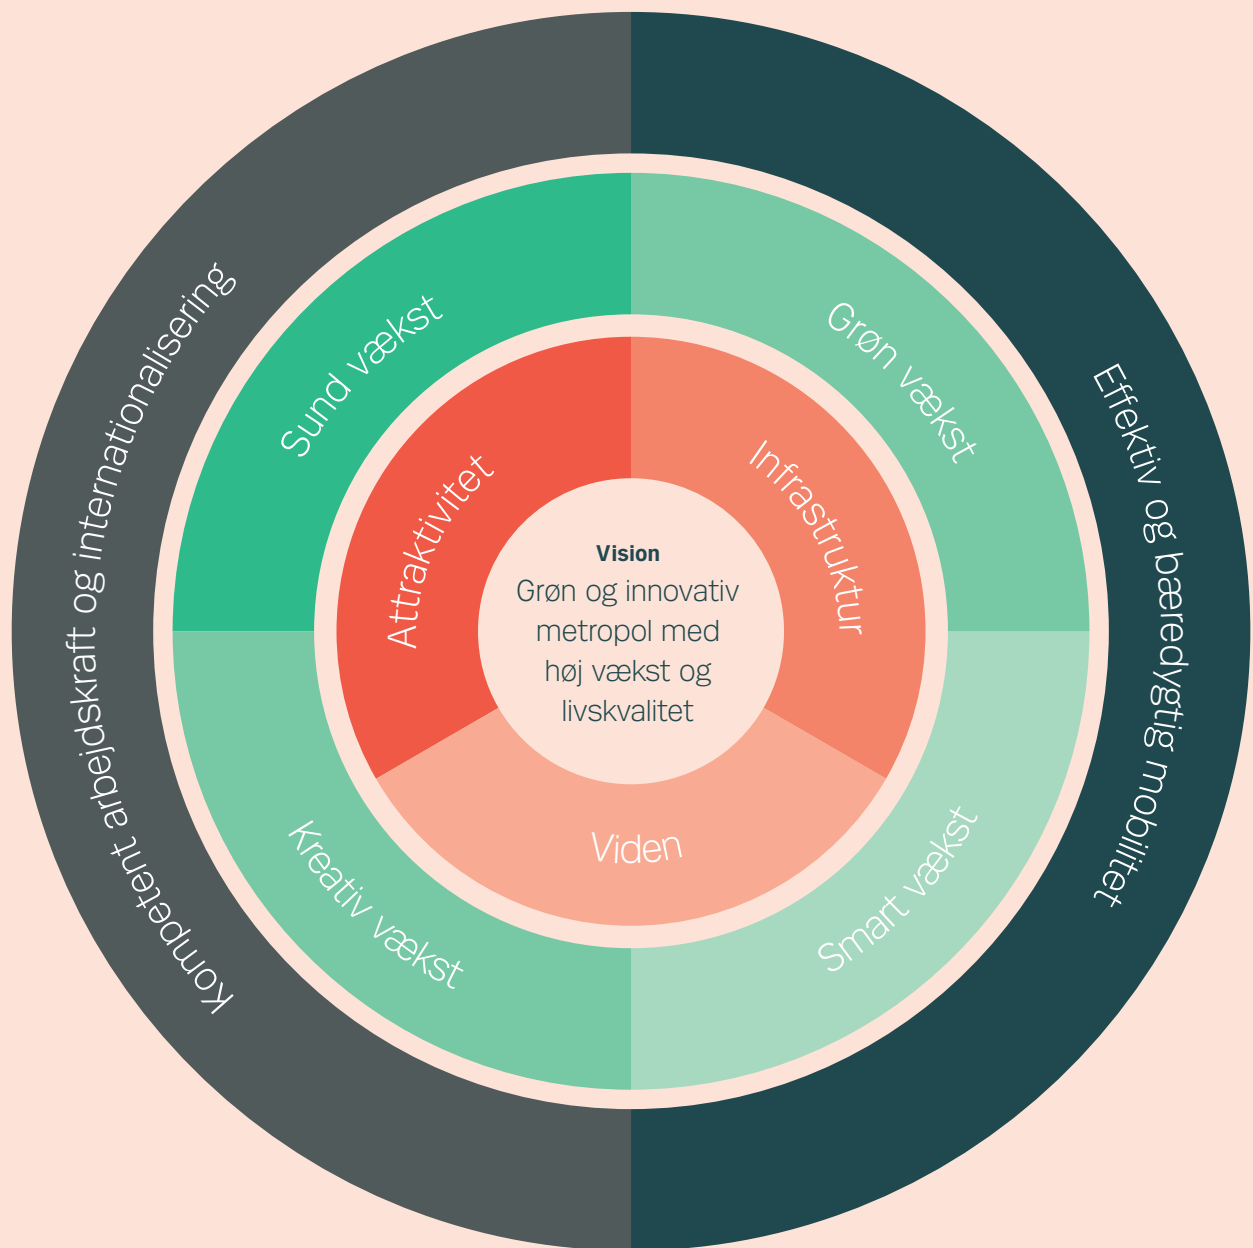 Vision
Grøn og innovativ
metropol med
høj vækst og
livskvalitet
Attraktivitet
Infrastruktur
Viden
Sund vækst
Grøn vækst
Smart vækst
Kreativ vækst
Kompetent arbejdskraft og internationalisering
Effektiv og bæredygtig mobilitet